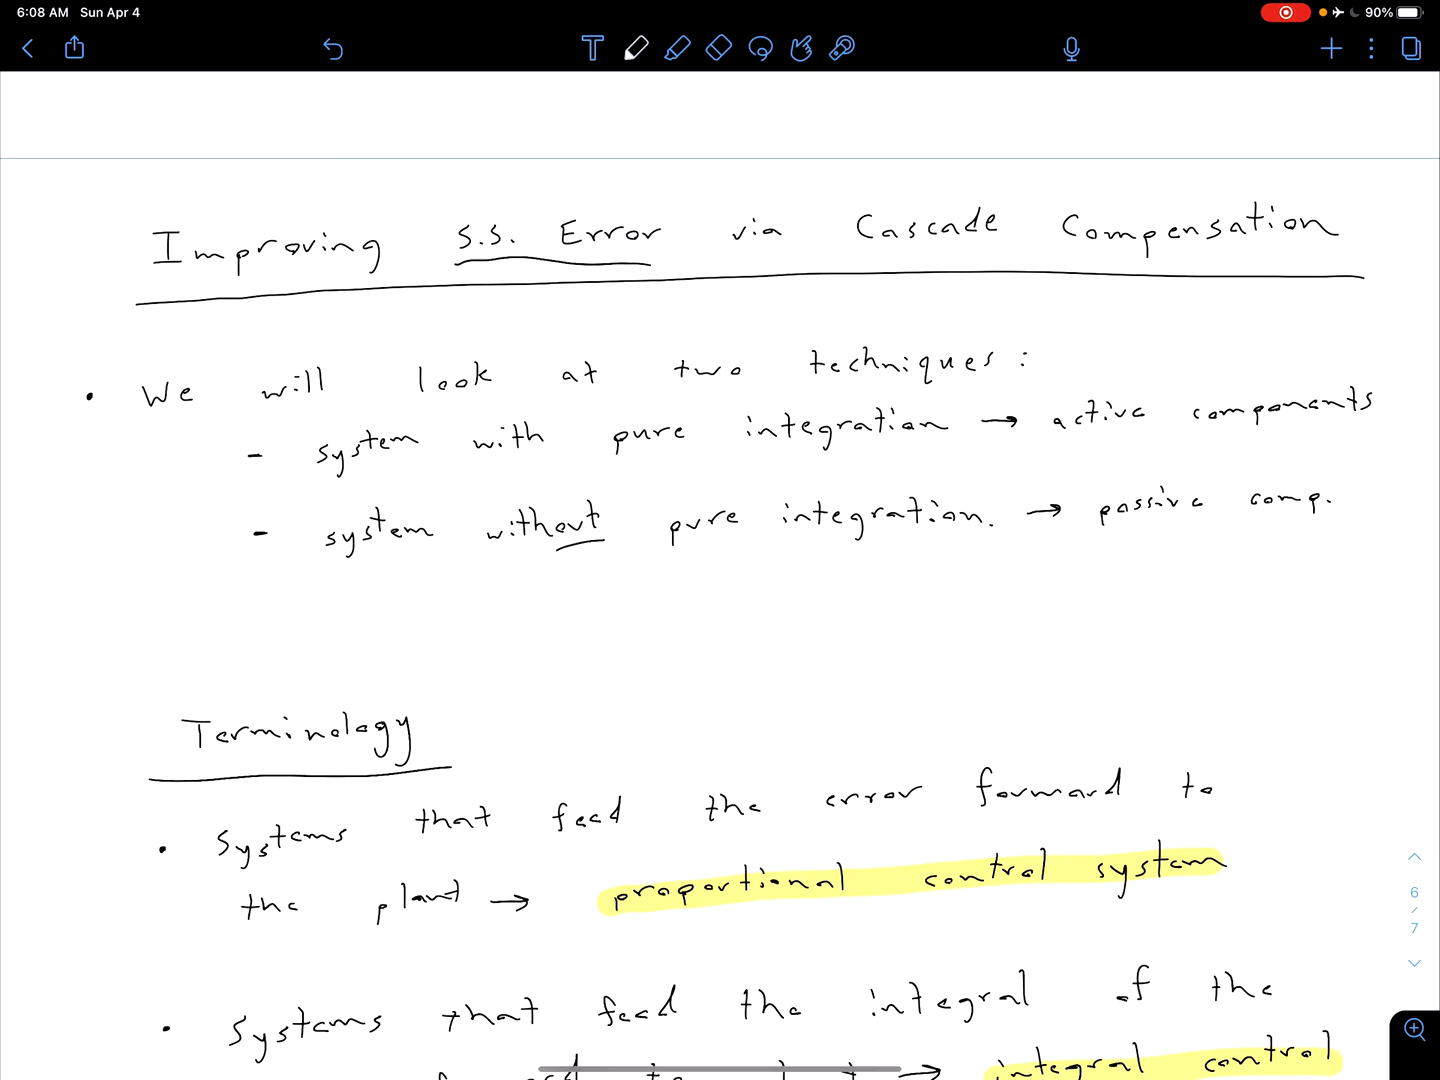 6:08 AM Sun Apr 4
90%
T
Improving S.S. Error via Cascade Compensation
• We will look at two techniques:
- system with pure integration → active components
- system without pure integration. → passive comp.
Terminology
• Systems that feed the error forward to
the plant → proportional control system
• Systems that feed the integral of the
→ integral control
6
/
7